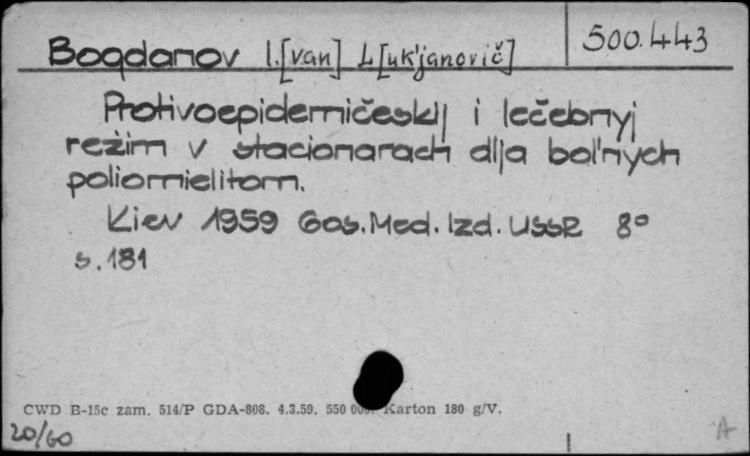 Bogdanov I.[van] L[uk'janovič] 500.443
Protivoepidemičeskij i lečebnyj
režim v stacionarach dlja bol'nych
poliomielitom.
Kiev 1959 Gos. Med. Izd. USSR 8°
s. 181
CWD B-15c zam. 514/P GDA-808. 4.3.59. 550 000. Karton 180 g/V.
20/60
A